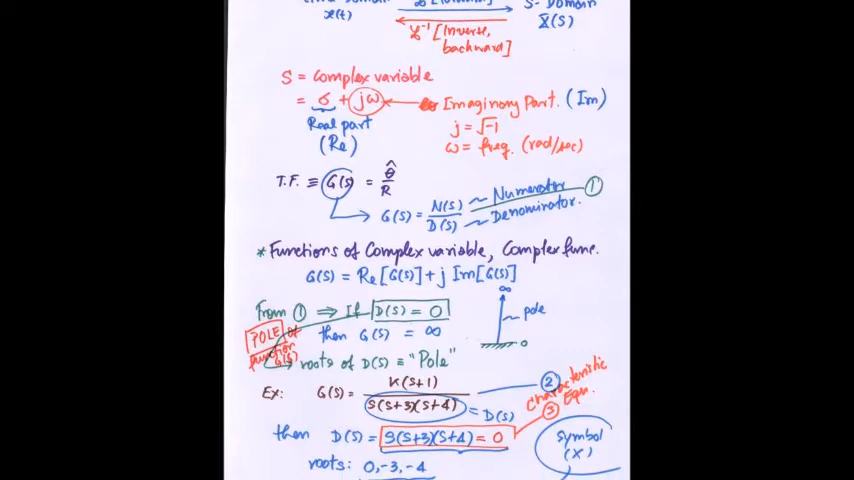 x(t)
S-Domain
X(S)
ℒ⁻¹ [Inverse,
backward]
S = Complex variable
= σ + jω ← Imaginary Part. (Im)
Real part
(Re)
j = √-1
ω = freq. (rad/sec)
T.F. ≡ G(S) = θ̂/R
G(S) = N(S)/D(S) ~ Numerator ~ Denominator. ①
* Functions of Complex variable, Complex func.
G(S) = Re[G(S)] + j Im[G(S)]
From ① ⇒ If D(S) = 0
then G(S) = ∞
POLE of
function
G(S)
roots of D(S) ≡ "Pole"
∞
~ pole
0
Ex: G(S) = K(S+1)/S(S+3)(S+4) ②
= D(S)
Characteristic
Eqn.
③
then D(S) = S(S+3)(S+4) = 0
roots: 0, -3, -4
symbol
(X)